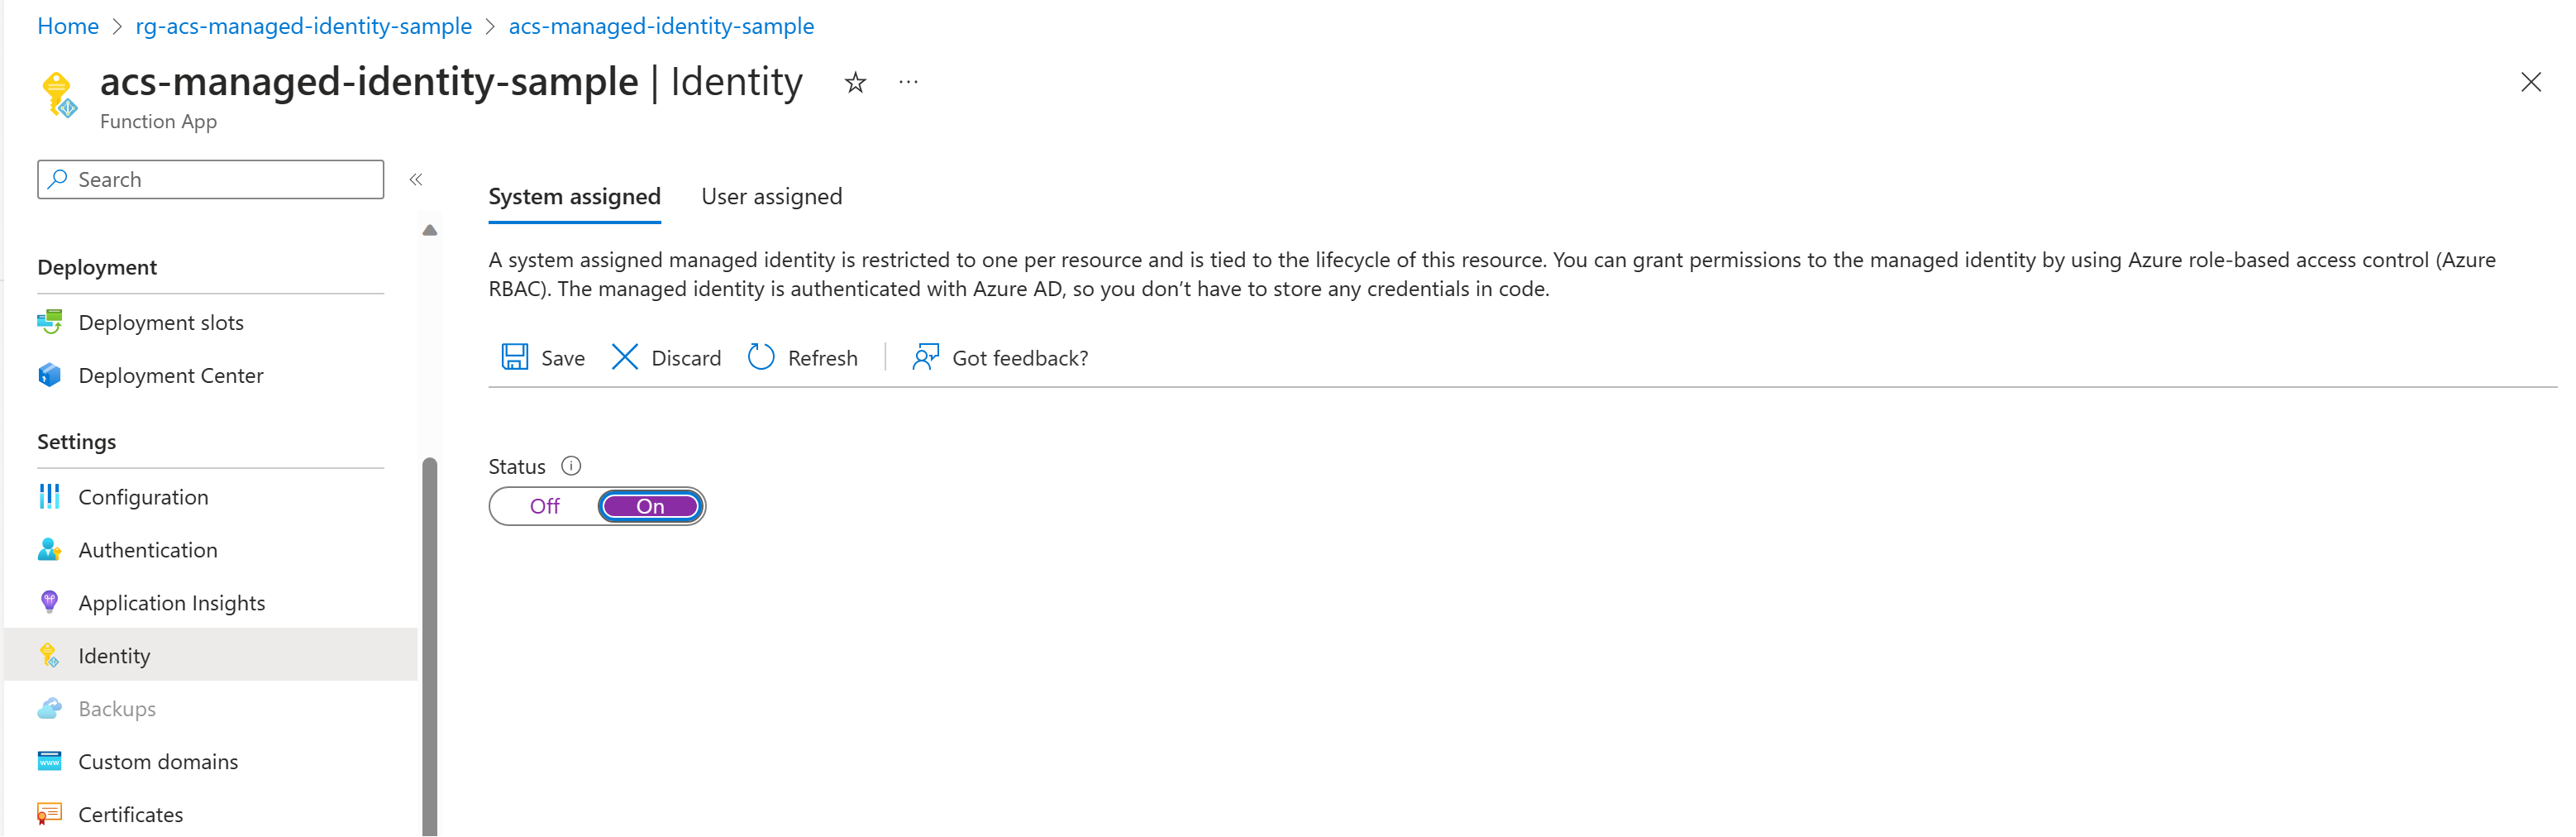 Home > rg-acs-managed-identity-sample > acs-managed-identity-sample
acs-managed-identity-sample | Identity
Function App
Search
Deployment
Deployment slots
Deployment Center
Settings
Configuration
Authentication
Application Insights
Identity
Backups
Custom domains
Certificates
System assigned User assigned
A system assigned managed identity is restricted to one per resource and is tied to the lifecycle of this resource. You can grant permissions to the managed identity by using Azure role-based access control (Azure
RBAC). The managed identity is authenticated with Azure AD, so you don’t have to store any credentials in code.
Save Discard Refresh Got feedback?
Status
Off On